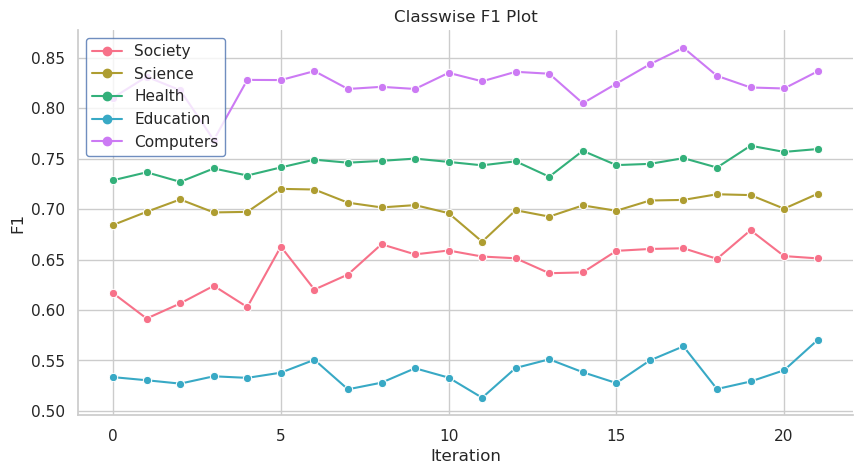 Classwise F1 Plot
Society
Science
Health
Education
Computers
0.85
0.80
0.75
0.70
0.65
0.60
0.55
0.50
F1
0
5
10
15
20
Iteration